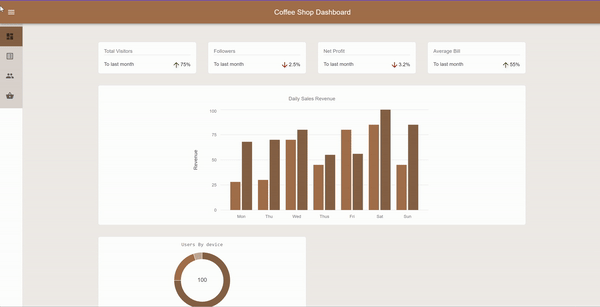 Coffee Shop Dashboard
Total Visitors
To last month 75%
Followers
To last month 2.5%
Net Profit
To last month 3.2%
Average Bill
To last month 55%
Daily Sales Revenue
Revenue
100
75
50
25
0
Mon Thu Wed Thus Fri Sat Sun
Users By device
100